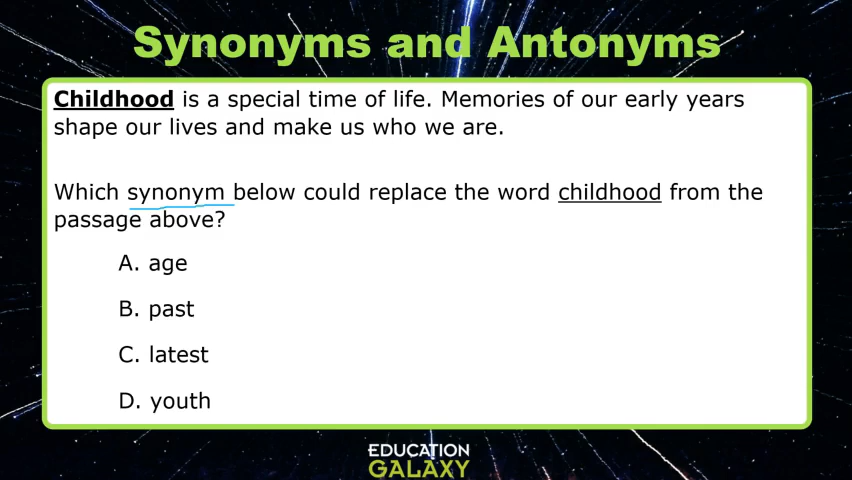 Synonyms and Antonyms
Childhood is a special time of life. Memories of our early years
shape our lives and make us who we are.
Which synonym below could replace the word childhood from the
passage above?
A. age
B. past
C. latest
D. youth
EDUCATION
GALAXY